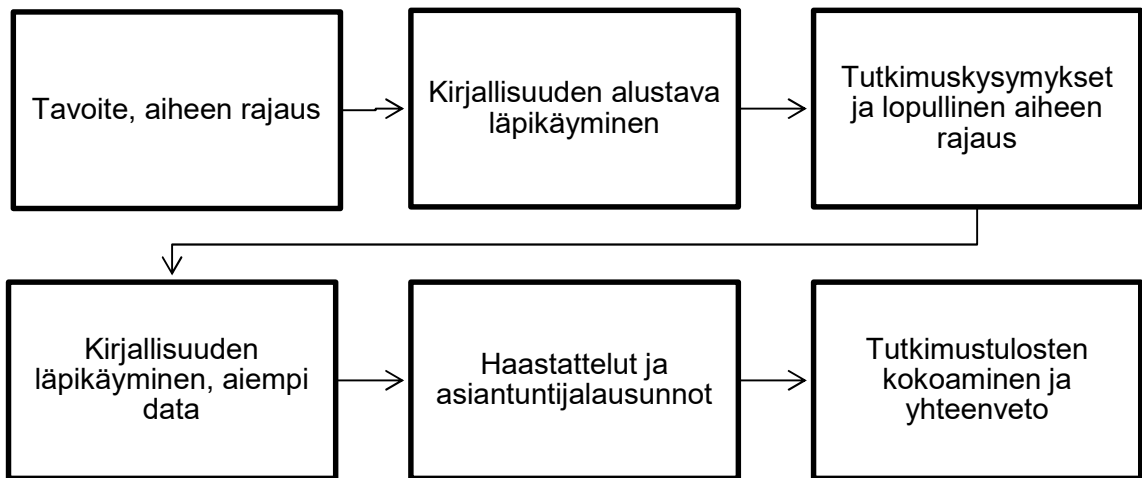 Tavoite, aiheen rajaus
Kirjallisuuden alustava
läpikäyminen
Tutkimuskysymykset
ja lopullinen aiheen
rajaus
Kirjallisuuden
läpikäyminen, aiempi
data
Haastattelut ja
asiantuntijalausunnot
Tutkimustulosten
kokoaminen ja
yhteenveto